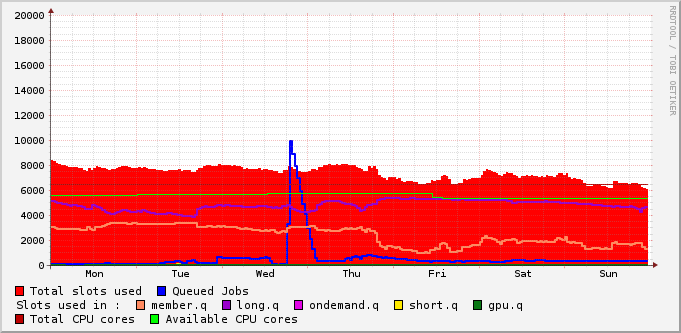 RRDTOOL / TOBI OETIKER
20000
18000
16000
14000
12000
10000
8000
6000
4000
2000
0
Mon Tue Wed Thu Fri Sat Sun
Total slots used Queued Jobs
Slots used in : member.q long.q ondemand.q short.q gpu.q
Total CPU cores Available CPU cores